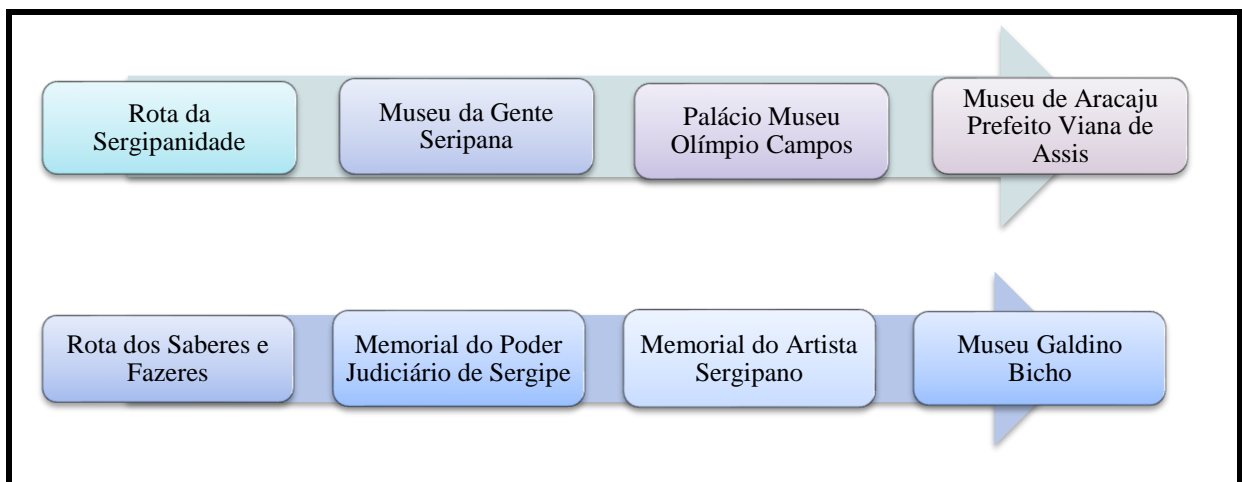 Rota da
Sergipanidade
Museu da Gente
Seripana
Palácio Museu
Olímpio Campos
Museu de Aracaju
Prefeito Viana de
Assis
Rota dos Saberes e
Fazeres
Memorial do Poder
Judiciário de Sergipe
Memorial do Artista
Sergipano
Museu Galdino
Bicho